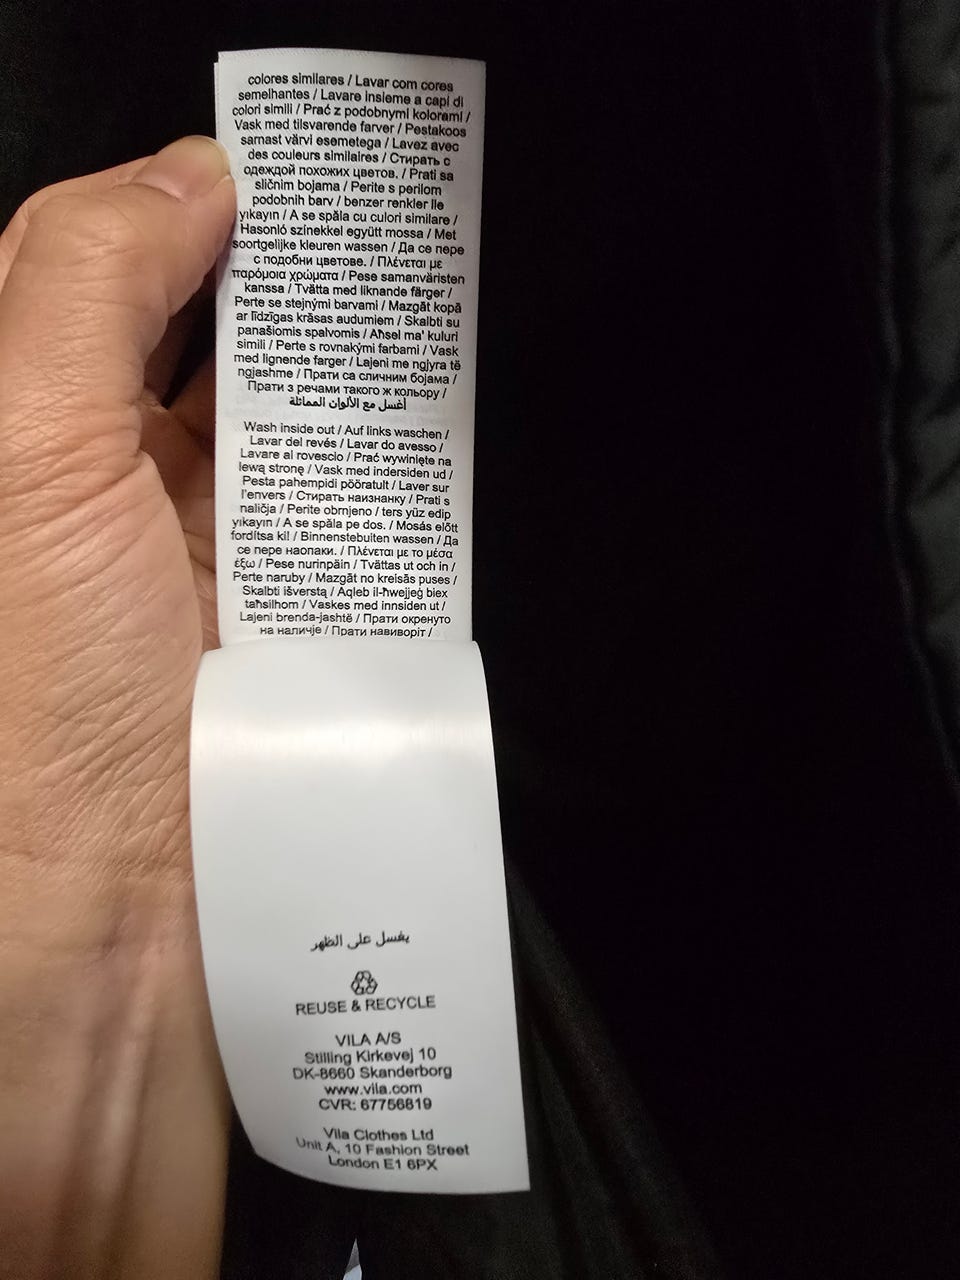 colores similares / Lavar com cores
semelhantes / Lavare insieme a capi di
colori simili / Prać z podobnymi kolorami /
Vask med tilsvarende farver / Pestakoos
samast värvi esemetega / Lavez avec
des couleurs similaires / Стирать с
одеждой похожих цветов. / Prati sa
sličnim bojama / Perite s perilom
podobnih barv / benzer renkler ile
yıkayın / A se spăla cu culori similare /
Hasonló színekkel együtt mossa / Met
soortgelijke kleuren wassen / Да се пере
с подобни цветове. / Πλένεται με
παρόμοια χρώματα / Pese samanväristen
kanssa / Tvätta med liknande färger /
Perte se stejnými barvami / Mazgāt kopā
ar līdzīgas krāsas audumiem / Skalbti su
panašiomis spalvomis / Aħsel ma' kuluri
simili / Perte s rovnakými farbami / Vask
med lignende farger / Lajeni me ngjyra të
ngjashme / Прати са сличним бојама /
Прати з речами такого ж кольору /
أغسل مع الألوان المماثلة
Wash inside out / Auf links waschen /
Lavar del revés / Lavar do avesso /
Lavare al rovescio / Prać wywinięte na
lewą stronę / Vask med indersiden ud /
Pesta pahempidi pööratult / Laver sur
l'envers / Стирать наизнанку / Prati s
naličja / Perite obrnjeno / ters yüz edip
yıkayın / A se spăla pe dos. / Mosás előtt
fordítsa ki! / Binnenstebuiten wassen / Да
се пере наопаки. / Πλένεται με το μέσα
έξω / Pese nurinpäin / Tvättas ut och in /
Perte naruby / Mazgāt no kreisās puses /
Skalbti išverstą / Aqleb il-ħwejjeġ biex
taħsilhom / Vaskes med innsiden ut /
Lajeni brenda-jashtë / Прати окренуто
на наличје / Прати навиворіт /
يغسل على الظهر
REUSE & RECYCLE
VILA A/S
Stilling Kirkevej 10
DK-8660 Skanderborg
www.vila.com
CVR: 67756819
Vila Clothes Ltd
Unit A, 10 Fashion Street
London E1 6PX